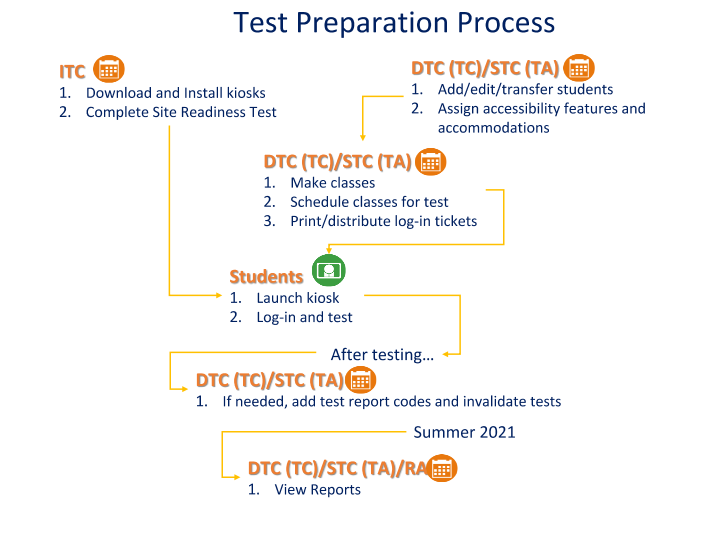 Test Preparation Process
ITC
1. Download and Install kiosks
2. Complete Site Readiness Test
DTC (TC)/STC (TA)
1. Add/edit/transfer students
2. Assign accessibility features and
accommodations
DTC (TC)/STC (TA)
1. Make classes
2. Schedule classes for test
3. Print/distribute log-in tickets
Students
1. Launch kiosk
2. Log-in and test
After testing...
DTC (TC)/STC (TA)
1. If needed, add test report codes and invalidate tests
Summer 2021
DTC (TC)/STC (TA)/RA
1. View Reports